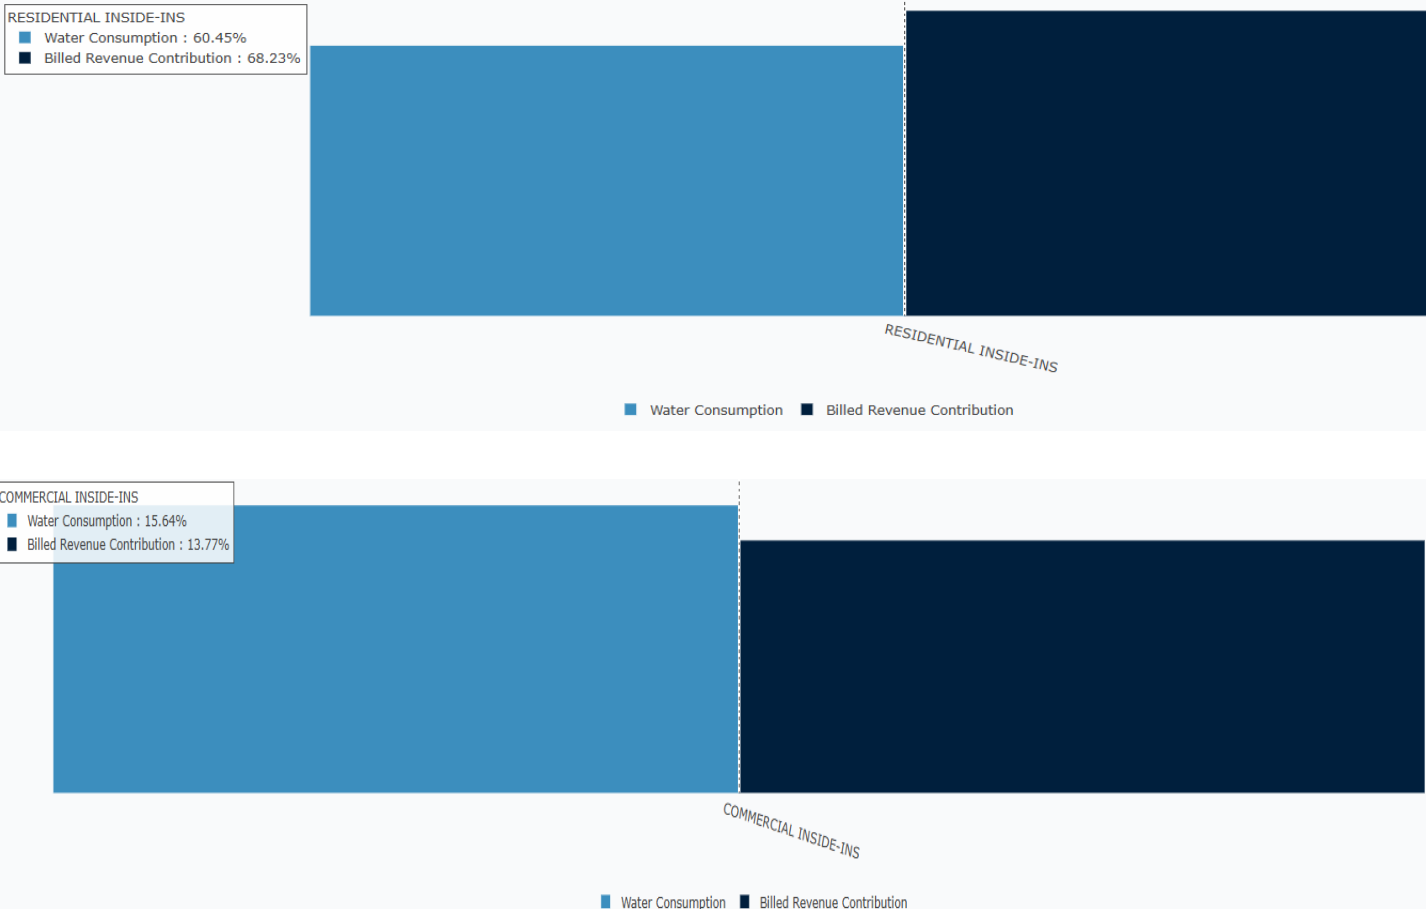 RESIDENTIAL INSIDE-INS
Water Consumption : 60.45%
Billed Revenue Contribution : 68.23%
RESIDENTIAL INSIDE-INS
Water Consumption
Billed Revenue Contribution
COMMERCIAL INSIDE-INS
Water Consumption : 15.64%
Billed Revenue Contribution : 13.77%
COMMERCIAL INSIDE-INS
Water Consumption
Billed Revenue Contribution